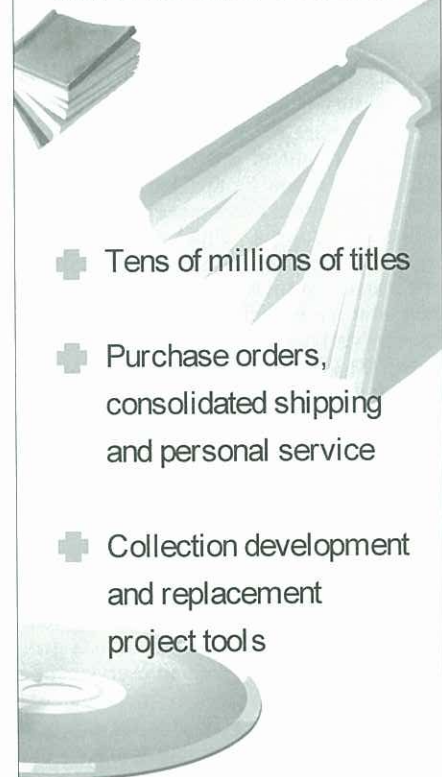 Tens of millions of titles
Purchase orders,
consolidated shipping
and personal service
Collection development
and replacement
project tools